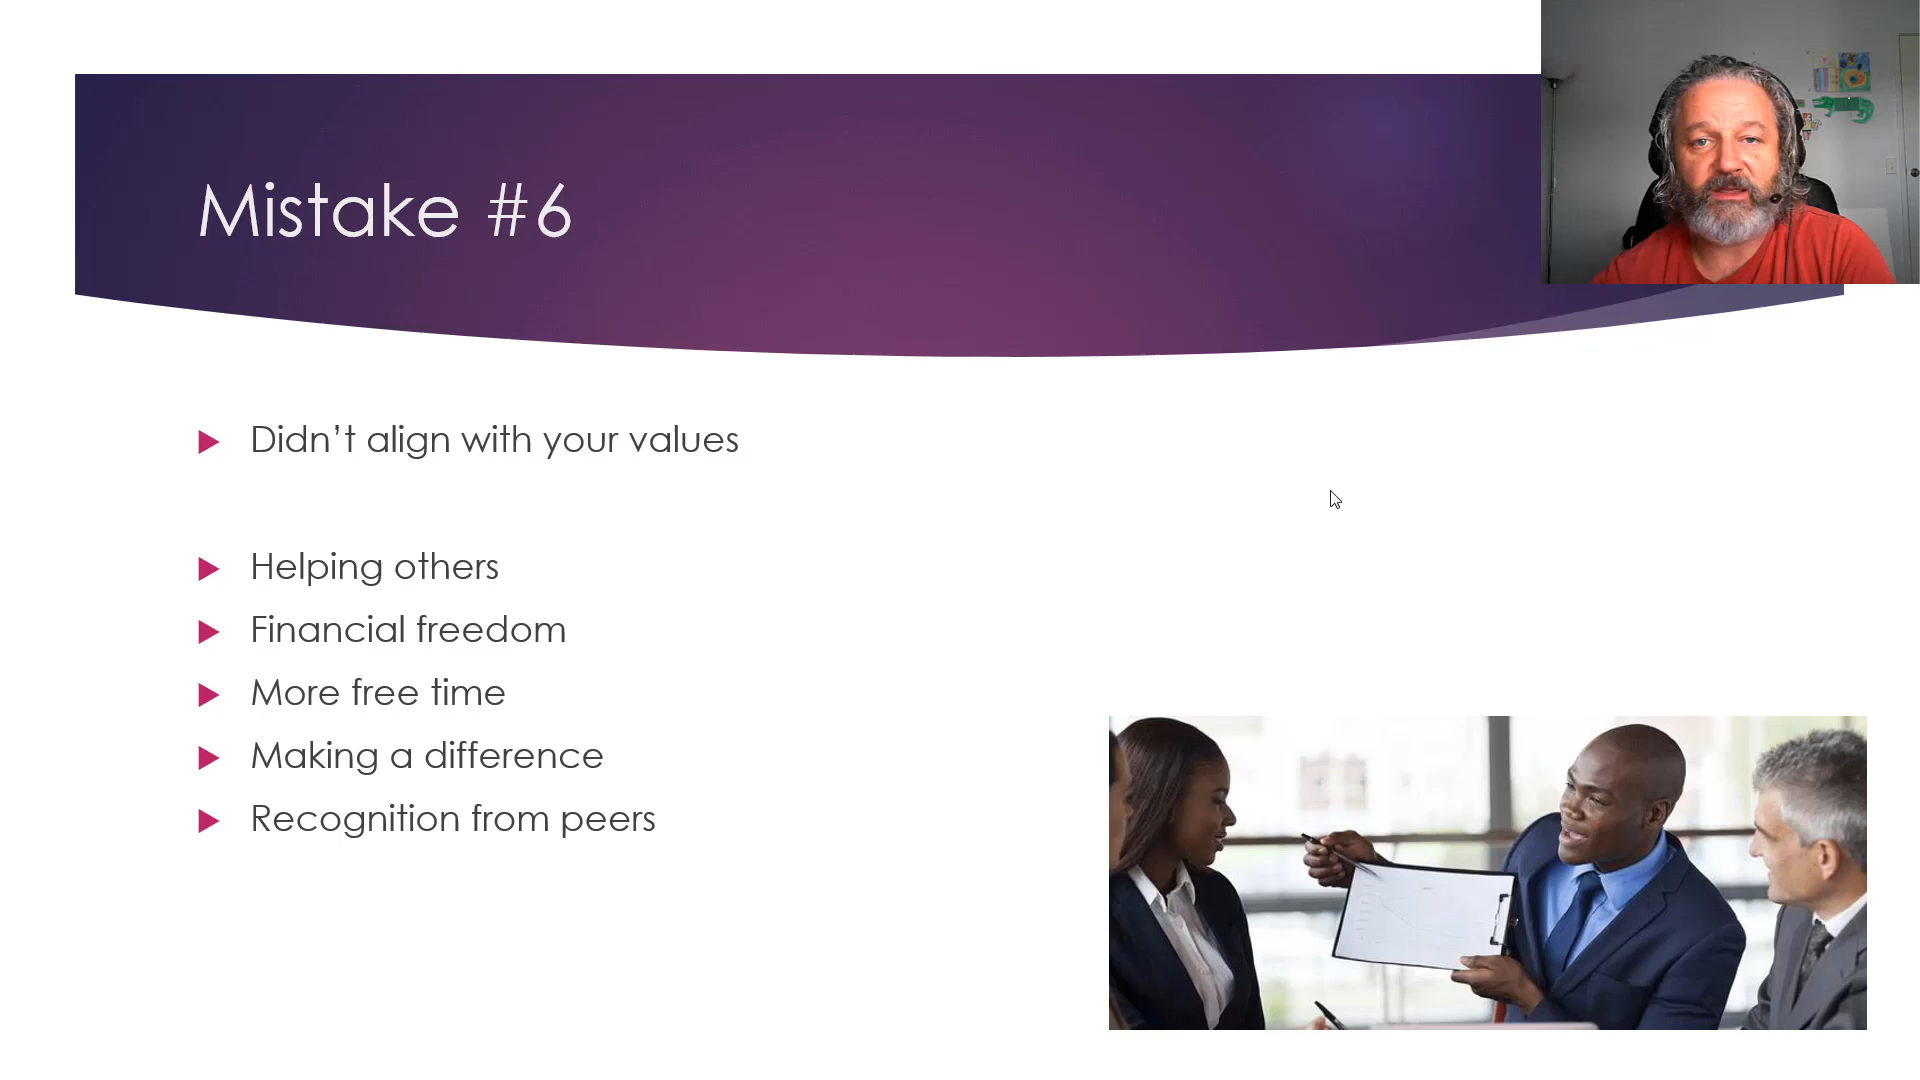 Mistake #6
Didn’t align with your values
Helping others
Financial freedom
More free time
Making a difference
Recognition from peers